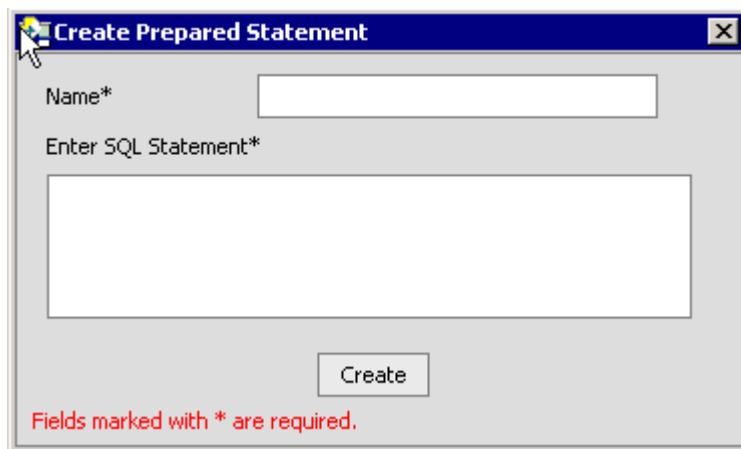 Create Prepared Statement
Name*
Enter SQL Statement*
Create
Fields marked with * are required.